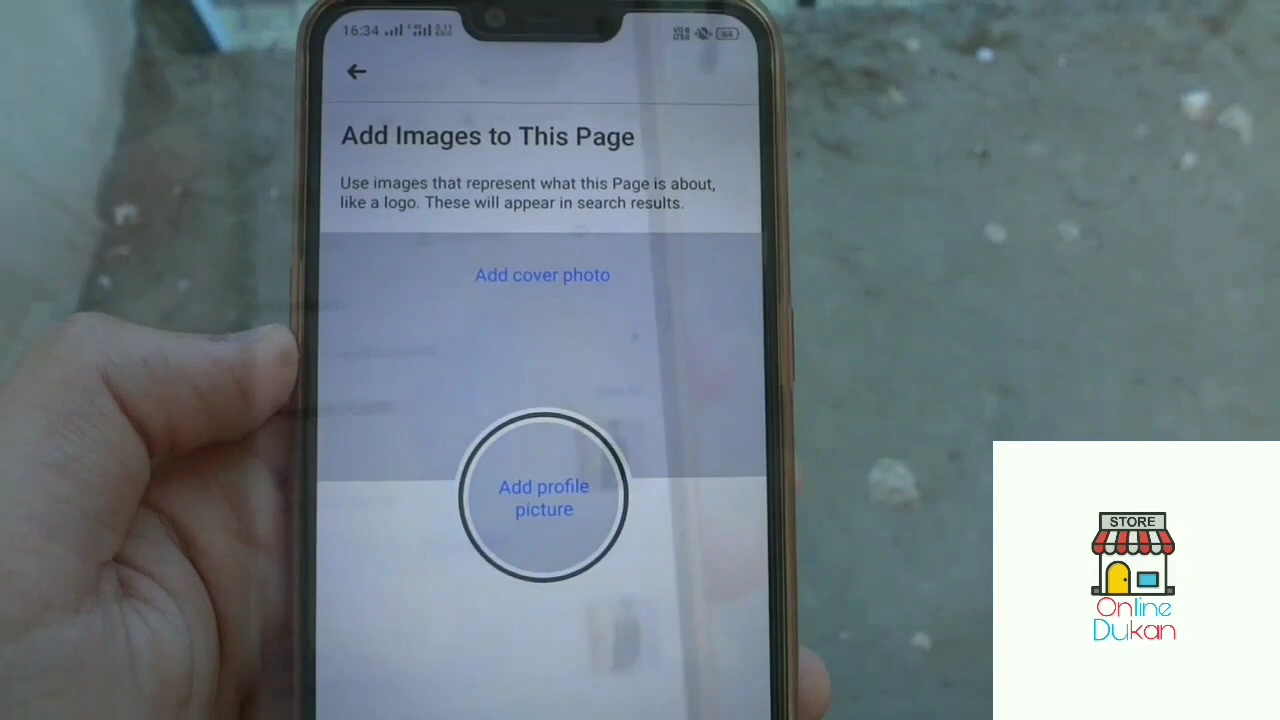 16:34
64
Add Images to This Page
Use images that represent what this Page is about,
like a logo. These will appear in search results.
Add cover photo
Add profile
picture
STORE
Online
Dukan